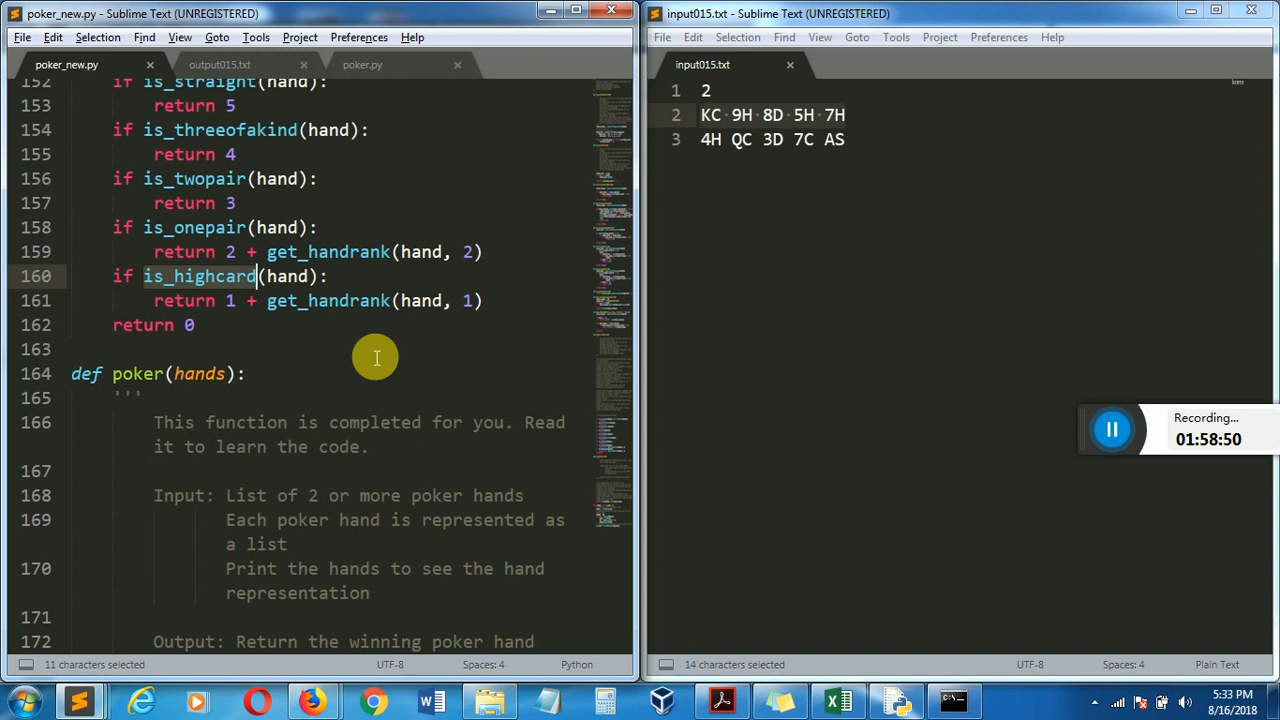 poker_new.py - Sublime Text (UNREGISTERED)
File Edit Selection Find View Goto Tools Project Preferences Help
poker_new.py output015.txt poker.py
152 if is_straight(hand):
153 return 5
154 if is_threeofakind(hand):
155 return 4
156 if is_twopair(hand):
157 return 3
158 if is_onepair(hand):
159 return 2 + get_handrank(hand, 2)
160 if is_highcard(hand):
161 return 1 + get_handrank(hand, 1)
162 return 0
163
164 def poker(hands):
165 '''
166 This function is completed for you. Read
it to learn the code.
167
168 Input: List of 2 or more poker hands
169 Each poker hand is represented as
a list
170 Print the hands to see the hand
representation
171
172 Output: Return the winning poker hand
11 characters selected UTF-8 Spaces: 4 Python
input015.txt - Sublime Text (UNREGISTERED)
File Edit Selection Find View Goto Tools Project Preferences Help
input015.txt
1 2
2 KC 9H 8D 5H 7H
3 4H QC 3D 7C AS
Recording...
01:58:50
14 characters selected UTF-8 Spaces: 4 Plain Text
5:33 PM
8/16/2018